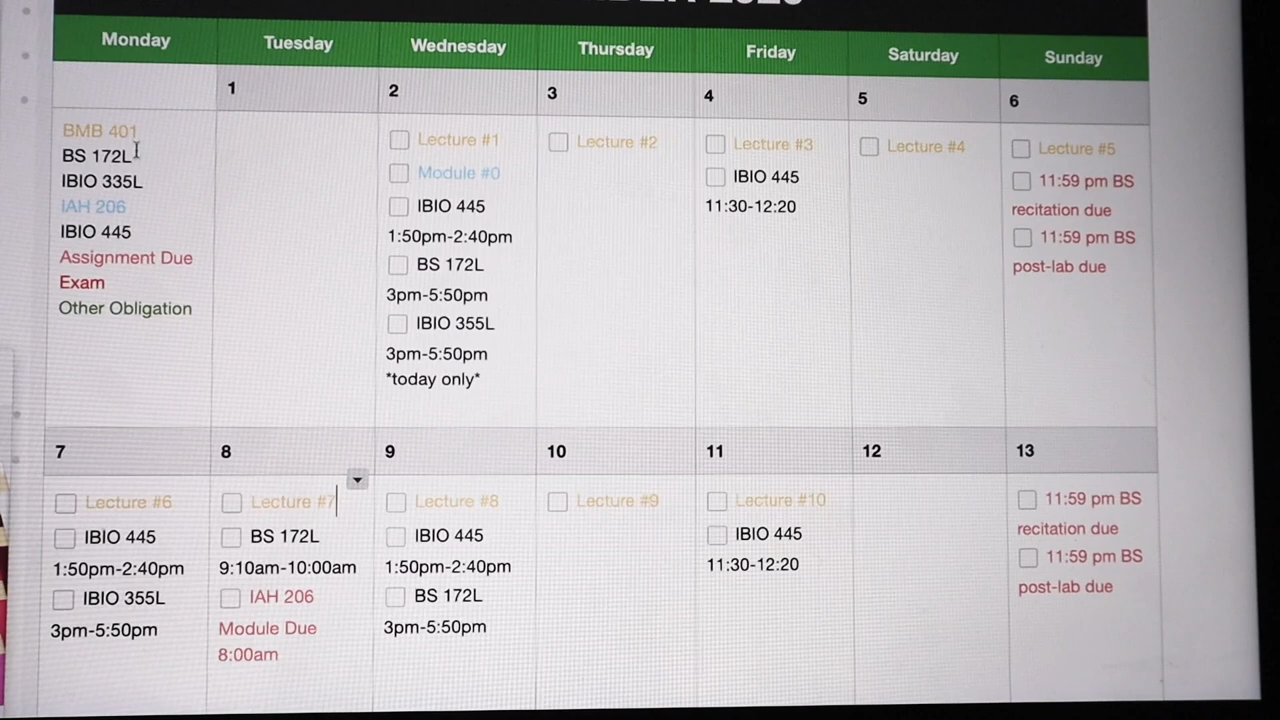 Monday Tuesday Wednesday Thursday Friday Saturday Sunday
1 2 3 4 5 6
BMB 401
BS 172L
IBIO 335L
IAH 206
IBIO 445
Assignment Due
Exam
Other Obligation
Lecture #1
Module #0
IBIO 445
1:50pm-2:40pm
BS 172L
3pm-5:50pm
IBIO 355L
3pm-5:50pm
*today only*
Lecture #2
Lecture #3
IBIO 445
11:30-12:20
Lecture #4
Lecture #5
11:59 pm BS
recitation due
11:59 pm BS
post-lab due
7 8 9 10 11 12 13
Lecture #6
IBIO 445
1:50pm-2:40pm
IBIO 355L
3pm-5:50pm
Lecture #7
BS 172L
9:10am-10:00am
IAH 206
Module Due
8:00am
Lecture #8
IBIO 445
1:50pm-2:40pm
BS 172L
3pm-5:50pm
Lecture #9
Lecture #10
IBIO 445
11:30-12:20
11:59 pm BS
recitation due
11:59 pm BS
post-lab due